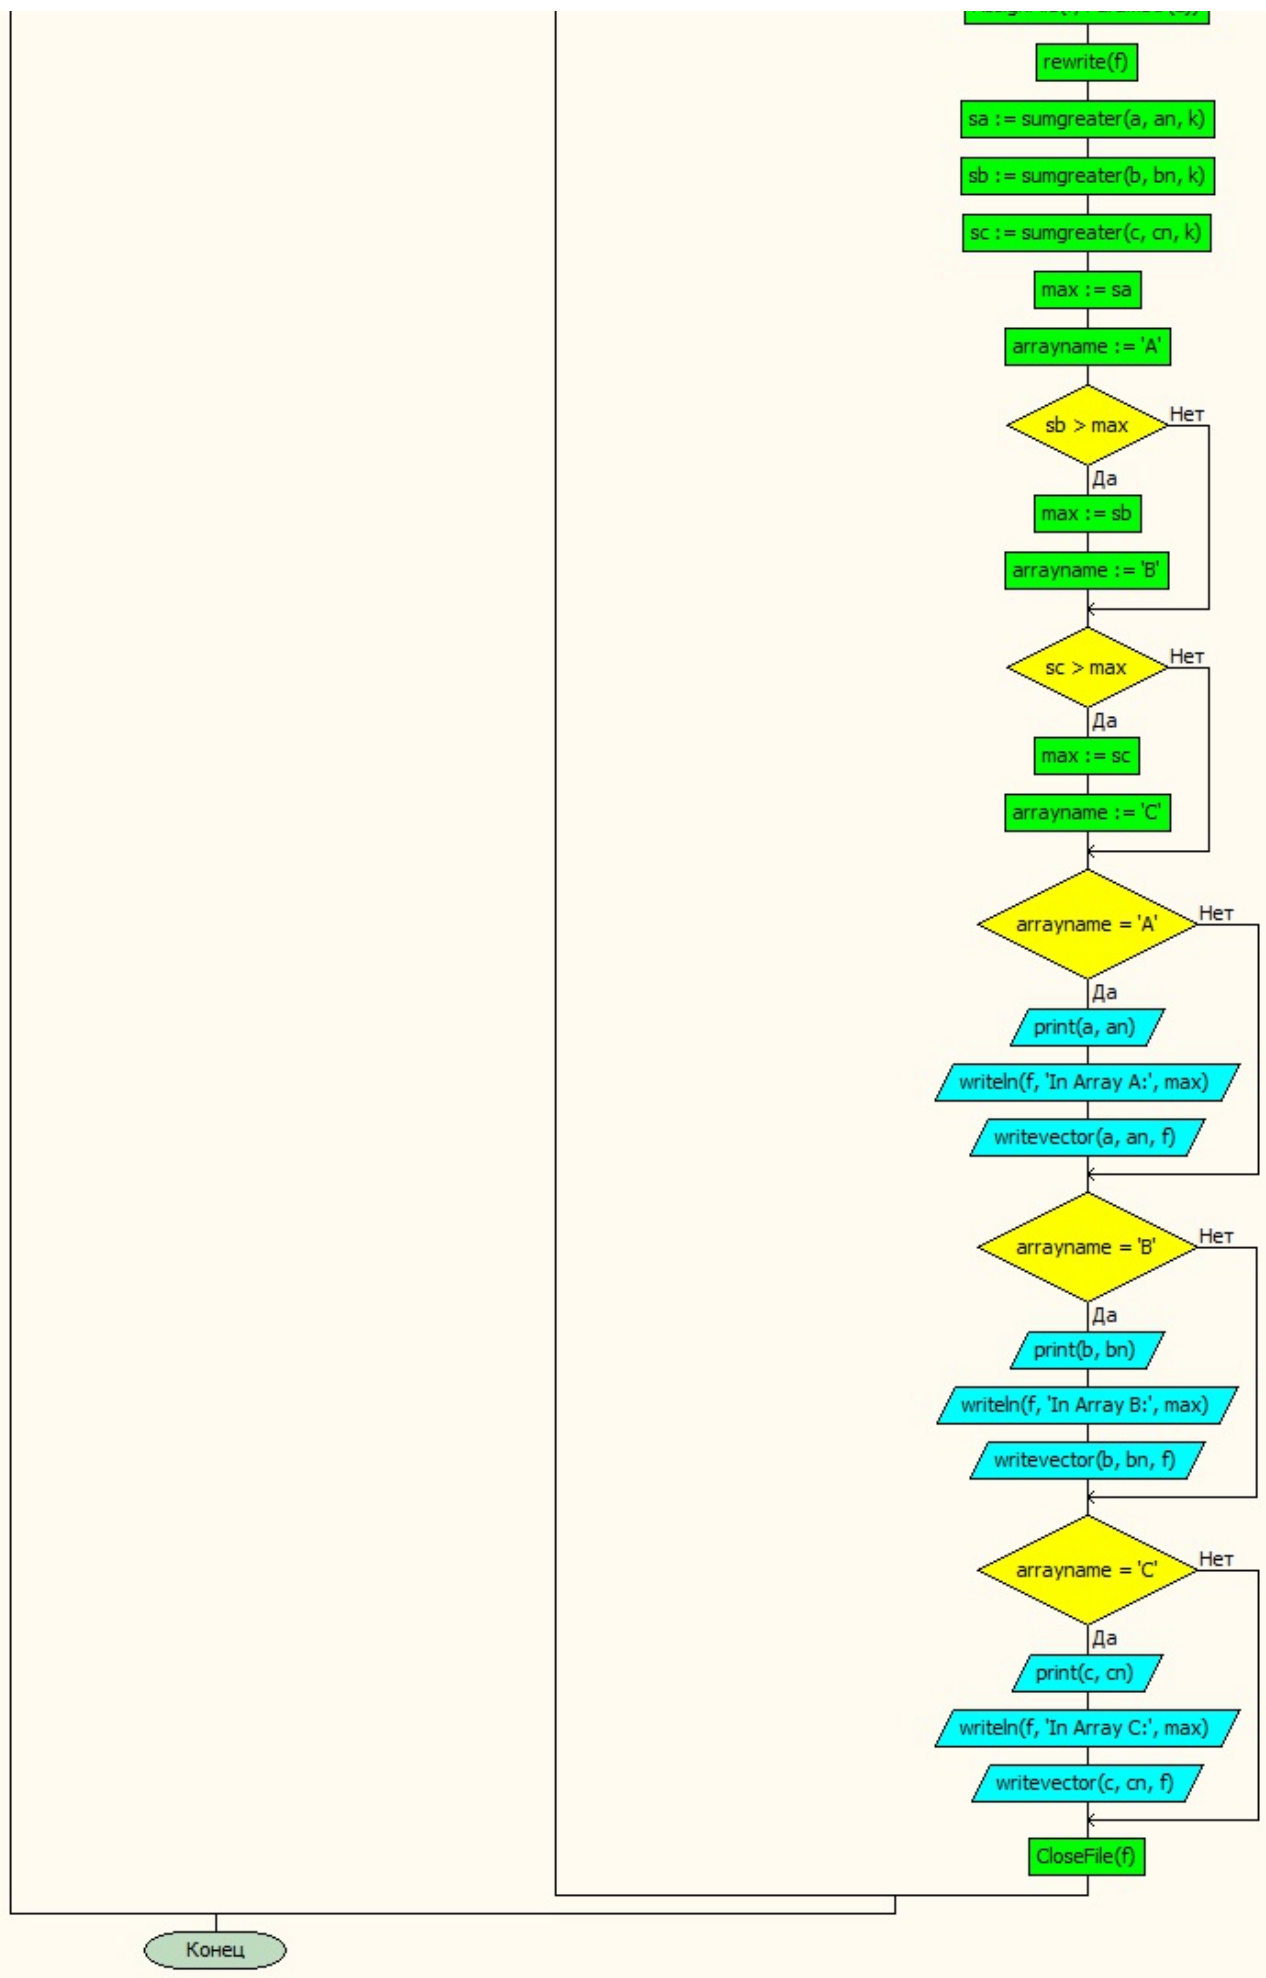 rewrite(f)
sa := sumgreater(a, an, k)
sb := sumgreater(b, bn, k)
sc := sumgreater(c, cn, k)
max := sa
arrayname := 'A'
sb > max
Нет
Да
max := sb
arrayname := 'B'
sc > max
Нет
Да
max := sc
arrayname := 'C'
arrayname = 'A'
Нет
Да
print(a, an)
writeln(f, 'In Array A:', max)
writevector(a, an, f)
arrayname = 'B'
Нет
Да
print(b, bn)
writeln(f, 'In Array B:', max)
writevector(b, bn, f)
arrayname = 'C'
Нет
Да
print(c, cn)
writeln(f, 'In Array C:', max)
writevector(c, cn, f)
CloseFile(f)
Конец